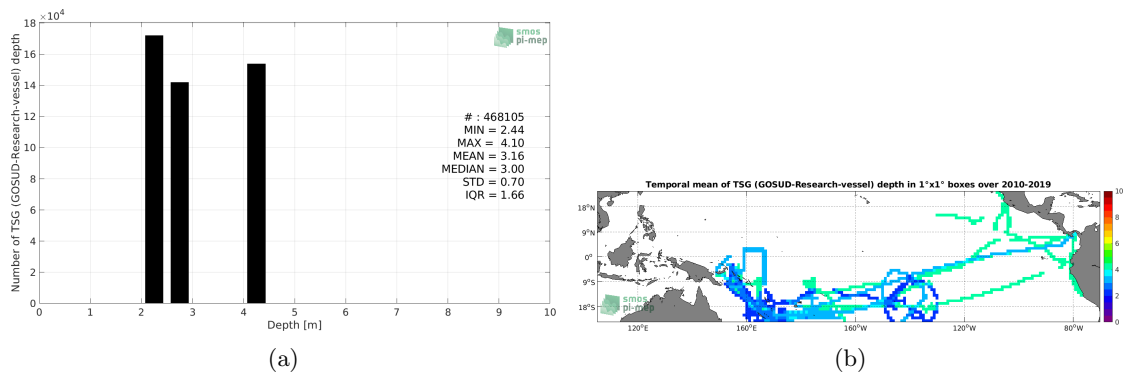 ×10⁴
18
16
14
12
10
8
6
4
2
0
Number of TSG (GOSUD-Research-vessel) depth
smos
pi-mep
# : 468105
MIN = 2.44
MAX = 4.10
MEAN = 3.16
MEDIAN = 3.00
STD = 0.70
IQR = 1.66
0 1 2 3 4 5 6 7 8 9 10
Depth [m]
(a)
Temporal mean of TSG (GOSUD-Research-vessel) depth in 1°x1° boxes over 2010-2019
18°N
9°N
0°
9°S
18°S
smos
pi-mep
120°E 160°E 160°W 120°W 80°W
10
8
6
4
2
0
(b)